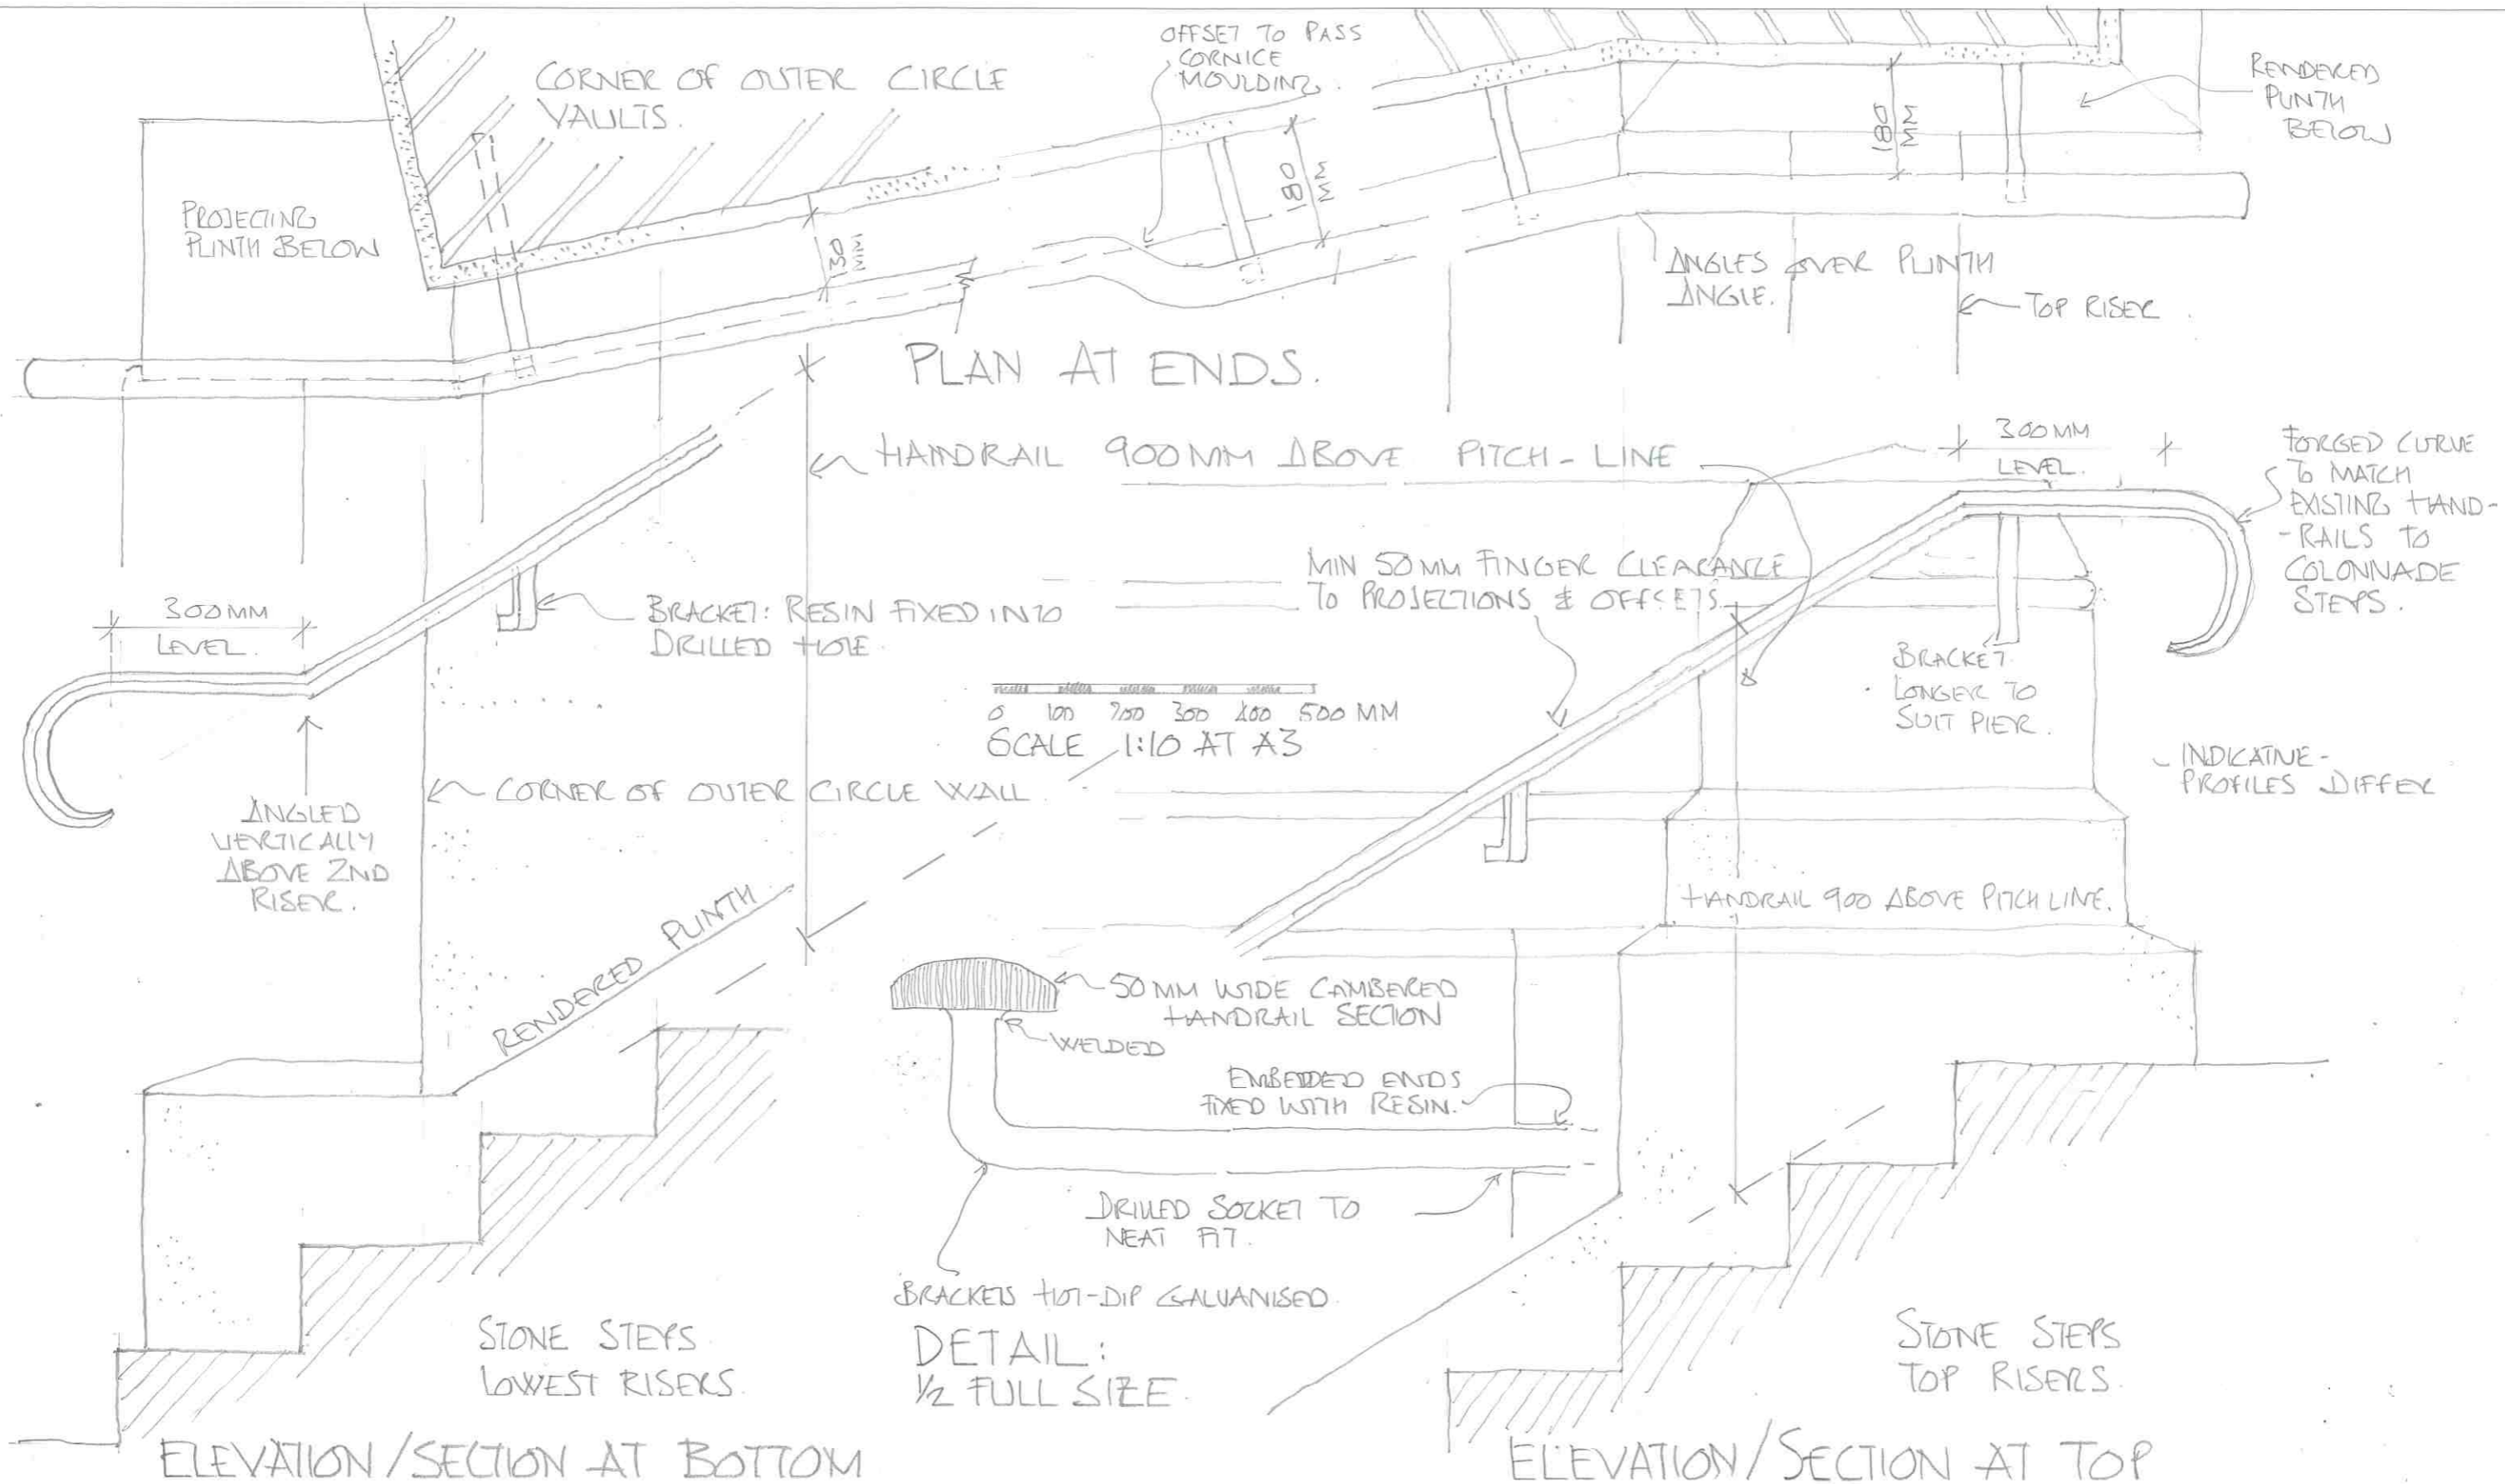 OFFSET TO PASS
CORNICE
MOULDING.
CORNER OF OUTER CIRCLE
VAULTS.
RENDERED
PLINTH
BELOW
PROJECTING
PLINTH BELOW
130
MM
180
MM
180
MM
ANGLES OVER PLINTH
ANGLE.
TOP RISER.
PLAN AT ENDS.
HANDRAIL 900MM ABOVE PITCH-LINE
300MM
LEVEL.
FORGED CURVE
TO MATCH
EXISTING HAND-
-RAILS TO
COLONNADE
STEPS.
MIN 50MM FINGER CLEARANCE
TO PROJECTIONS & OFFSETS.
300MM
LEVEL.
BRACKET: RESIN FIXED INTO
DRILLED HOLE.
BRACKET
LONGER TO
SUIT PIER.
0 100 200 300 400 500 MM
SCALE 1:10 AT A3
INDICATIVE-
PROFILES DIFFER
CORNER OF OUTER CIRCLE WALL.
ANGLED
VERTICALLY
ABOVE 2ND
RISER.
HANDRAIL 900 ABOVE PITCH LINE.
RENDERED PLINTH
50MM WIDE CAMBERED
HANDRAIL SECTION
WELDED
EMBEDDED ENDS
FIXED WITH RESIN.
DRILLED SOCKET TO
NEAT FIT.
BRACKETS HOT-DIP GALVANISED.
DETAIL:
1/2 FULL SIZE.
STONE STEPS
LOWEST RISERS.
STONE STEPS
TOP RISERS.
ELEVATION/SECTION AT BOTTOM
ELEVATION/SECTION AT TOP